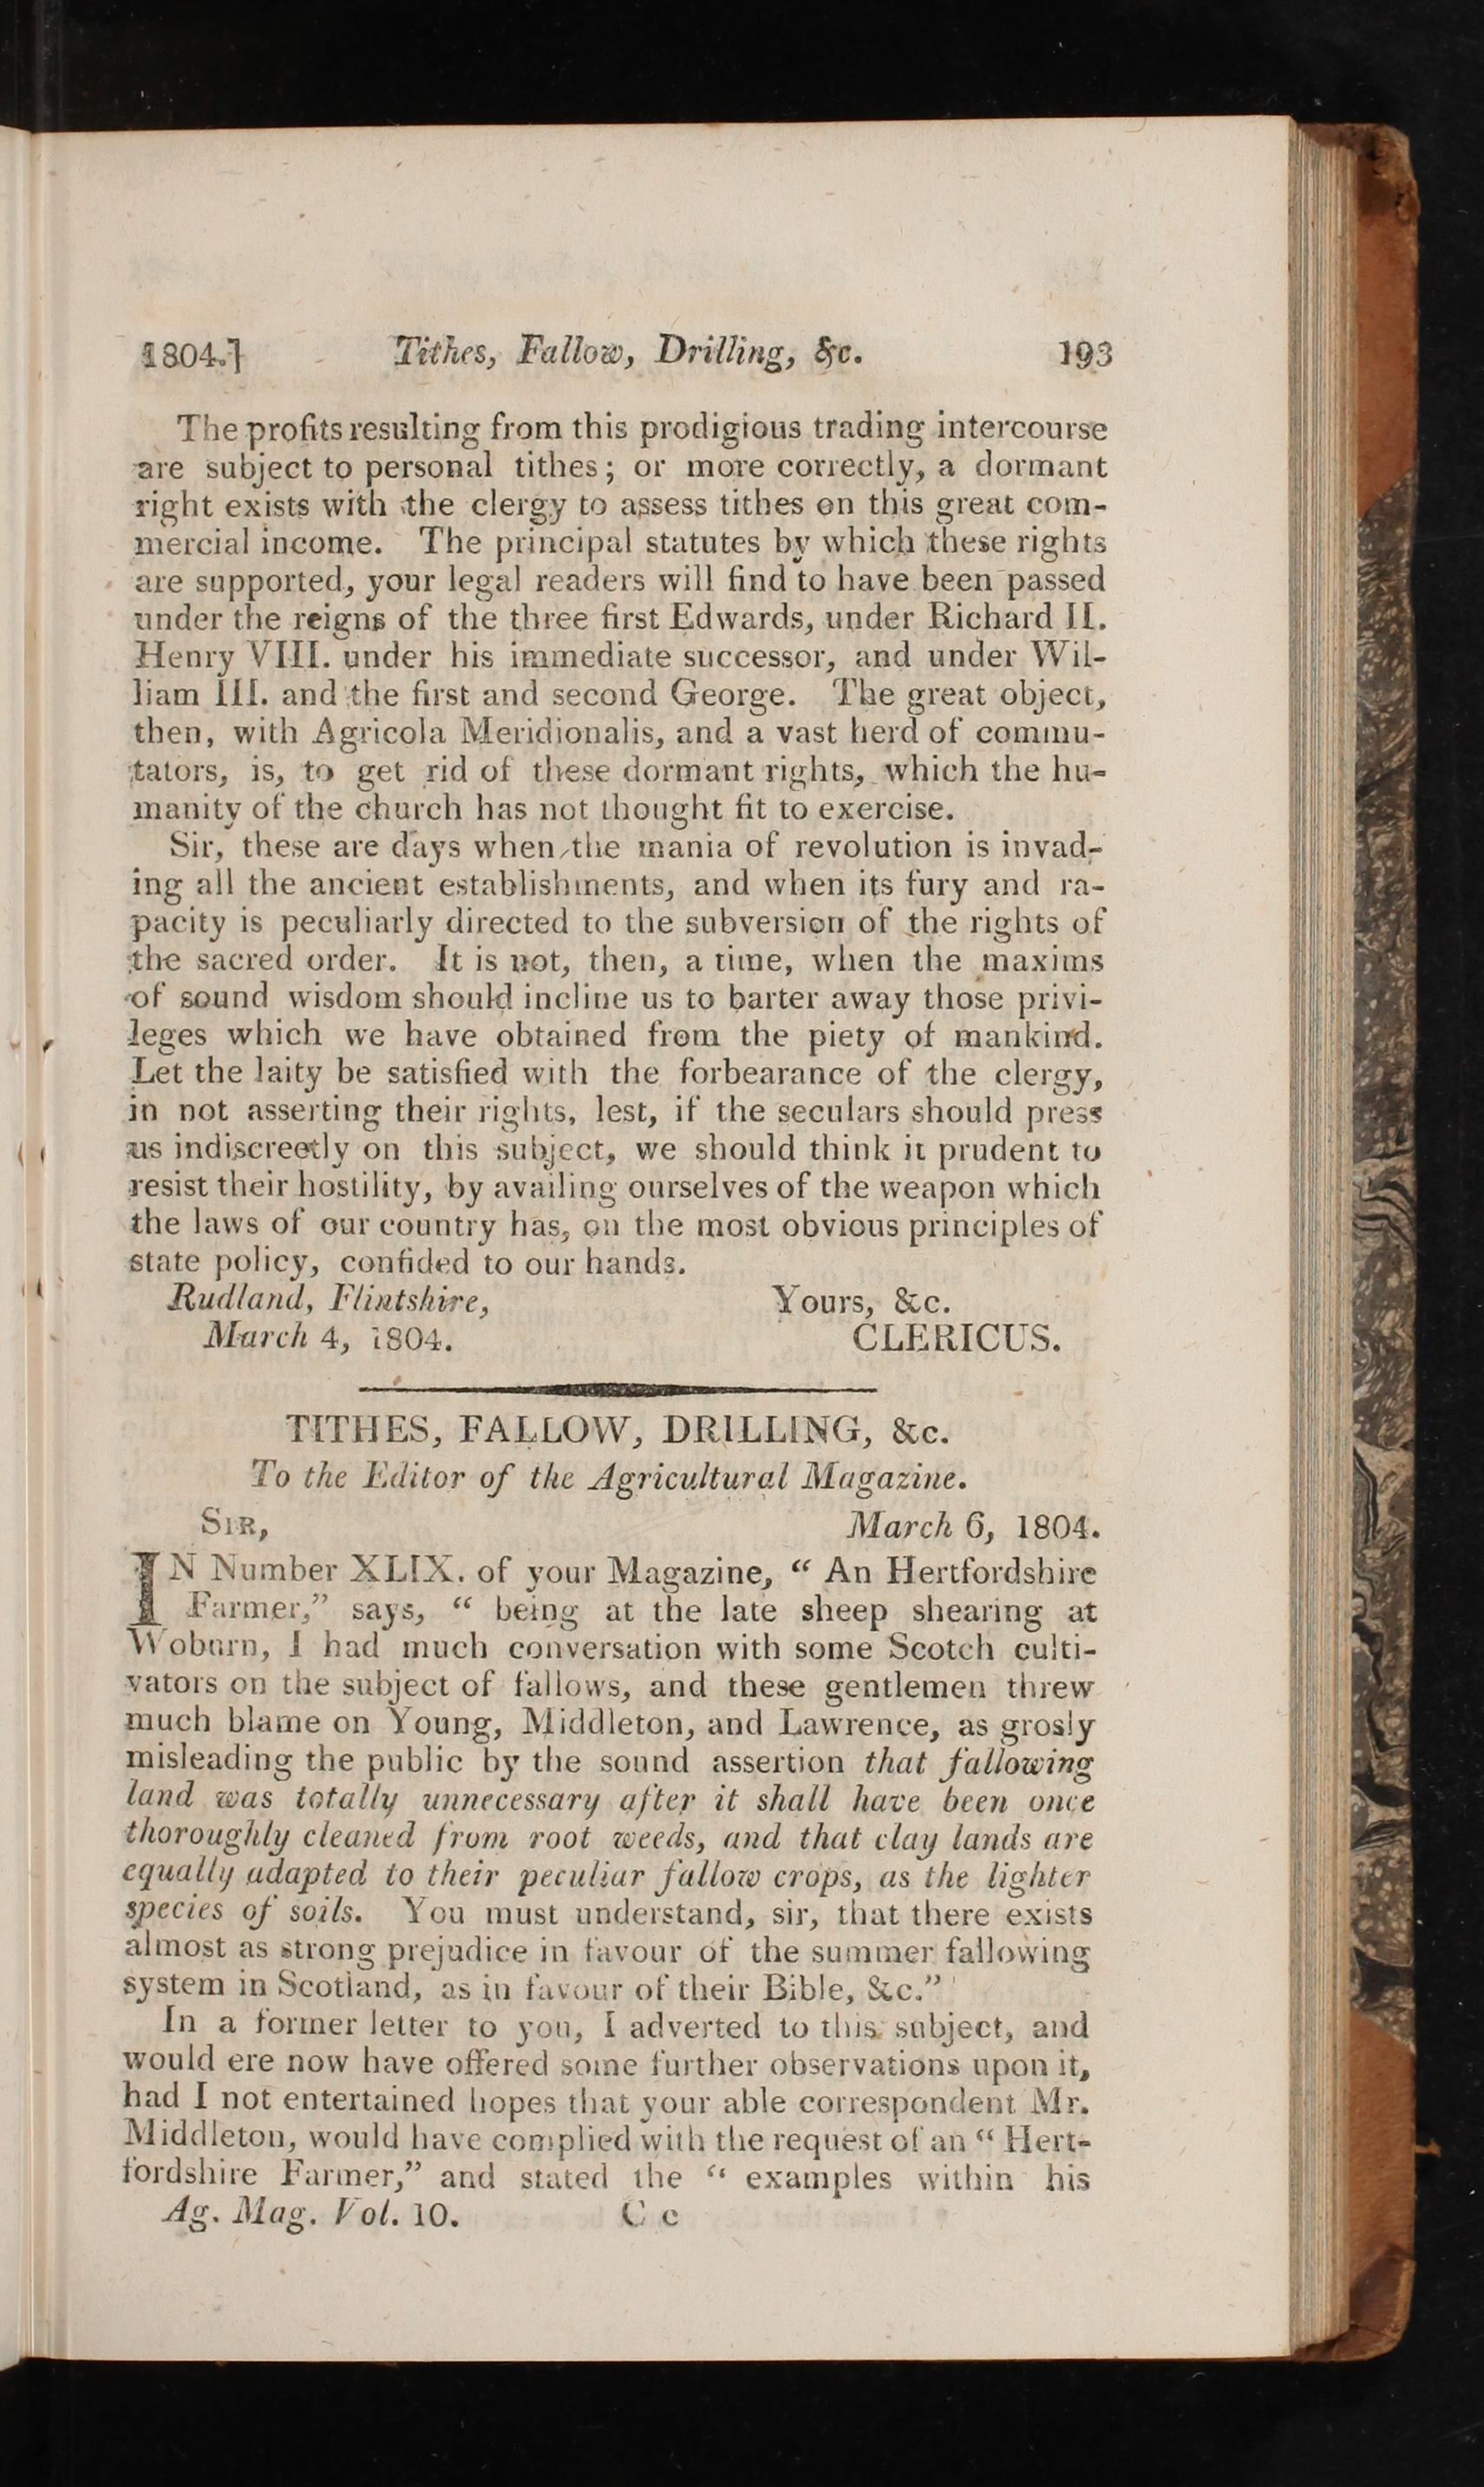 1804.] Tithes, Fallow, Drilling, &c. 193
The profits resulting from this prodigious trading intercourse
are subject to personal tithes; or more correctly, a dormant
right exists with the clergy to assess tithes on this great com-
mercial income. The principal statutes by which these rights
are supported, your legal readers will find to have been passed
under the reigns of the three first Edwards, under Richard II.
Henry VIII. under his immediate successor, and under Wil-
liam III. and the first and second George. The great object,
then, with Agricola Meridionalis, and a vast herd of commu-
tators, is, to get rid of these dormant rights, which the hu-
manity of the church has not thought fit to exercise.
Sir, these are days when the mania of revolution is invad-
ing all the ancient establishments, and when its fury and ra-
pacity is peculiarly directed to the subversion of the rights of
the sacred order. It is not, then, a time, when the maxims
of sound wisdom should incline us to barter away those privi-
leges which we have obtained from the piety of mankind.
Let the laity be satisfied with the forbearance of the clergy,
in not asserting their rights, lest, if the seculars should press
us indiscreetly on this subject, we should think it prudent to
resist their hostility, by availing ourselves of the weapon which
the laws of our country has, on the most obvious principles of
state policy, confided to our hands.
Rudland, Flintshire, Yours, &c.
March 4, 1804. CLERICUS.
TITHES, FALLOW, DRILLING, &c.
To the Editor of the Agricultural Magazine.
SIR, March 6, 1804.
IN Number XLIX. of your Magazine, “ An Hertfordshire
Farmer,” says, “ being at the late sheep shearing at
Woburn, I had much conversation with some Scotch culti-
vators on the subject of fallows, and these gentlemen threw
much blame on Young, Middleton, and Lawrence, as grosly
misleading the public by the sound assertion that fallowing
land was totally unnecessary after it shall have been once
thoroughly cleaned from root weeds, and that clay lands are
equally adapted to their peculiar fallow crops, as the lighter
species of soils. You must understand, sir, that there exists
almost as strong prejudice in favour of the summer fallowing
system in Scotland, as in favour of their Bible, &c.”
In a former letter to you, I adverted to this subject, and
would ere now have offered some further observations upon it,
had I not entertained hopes that your able correspondent Mr.
Middleton, would have complied with the request of an “ Hert-
fordshire Farmer,” and stated the “ examples within his
Ag. Mag. Vol. 10. C c